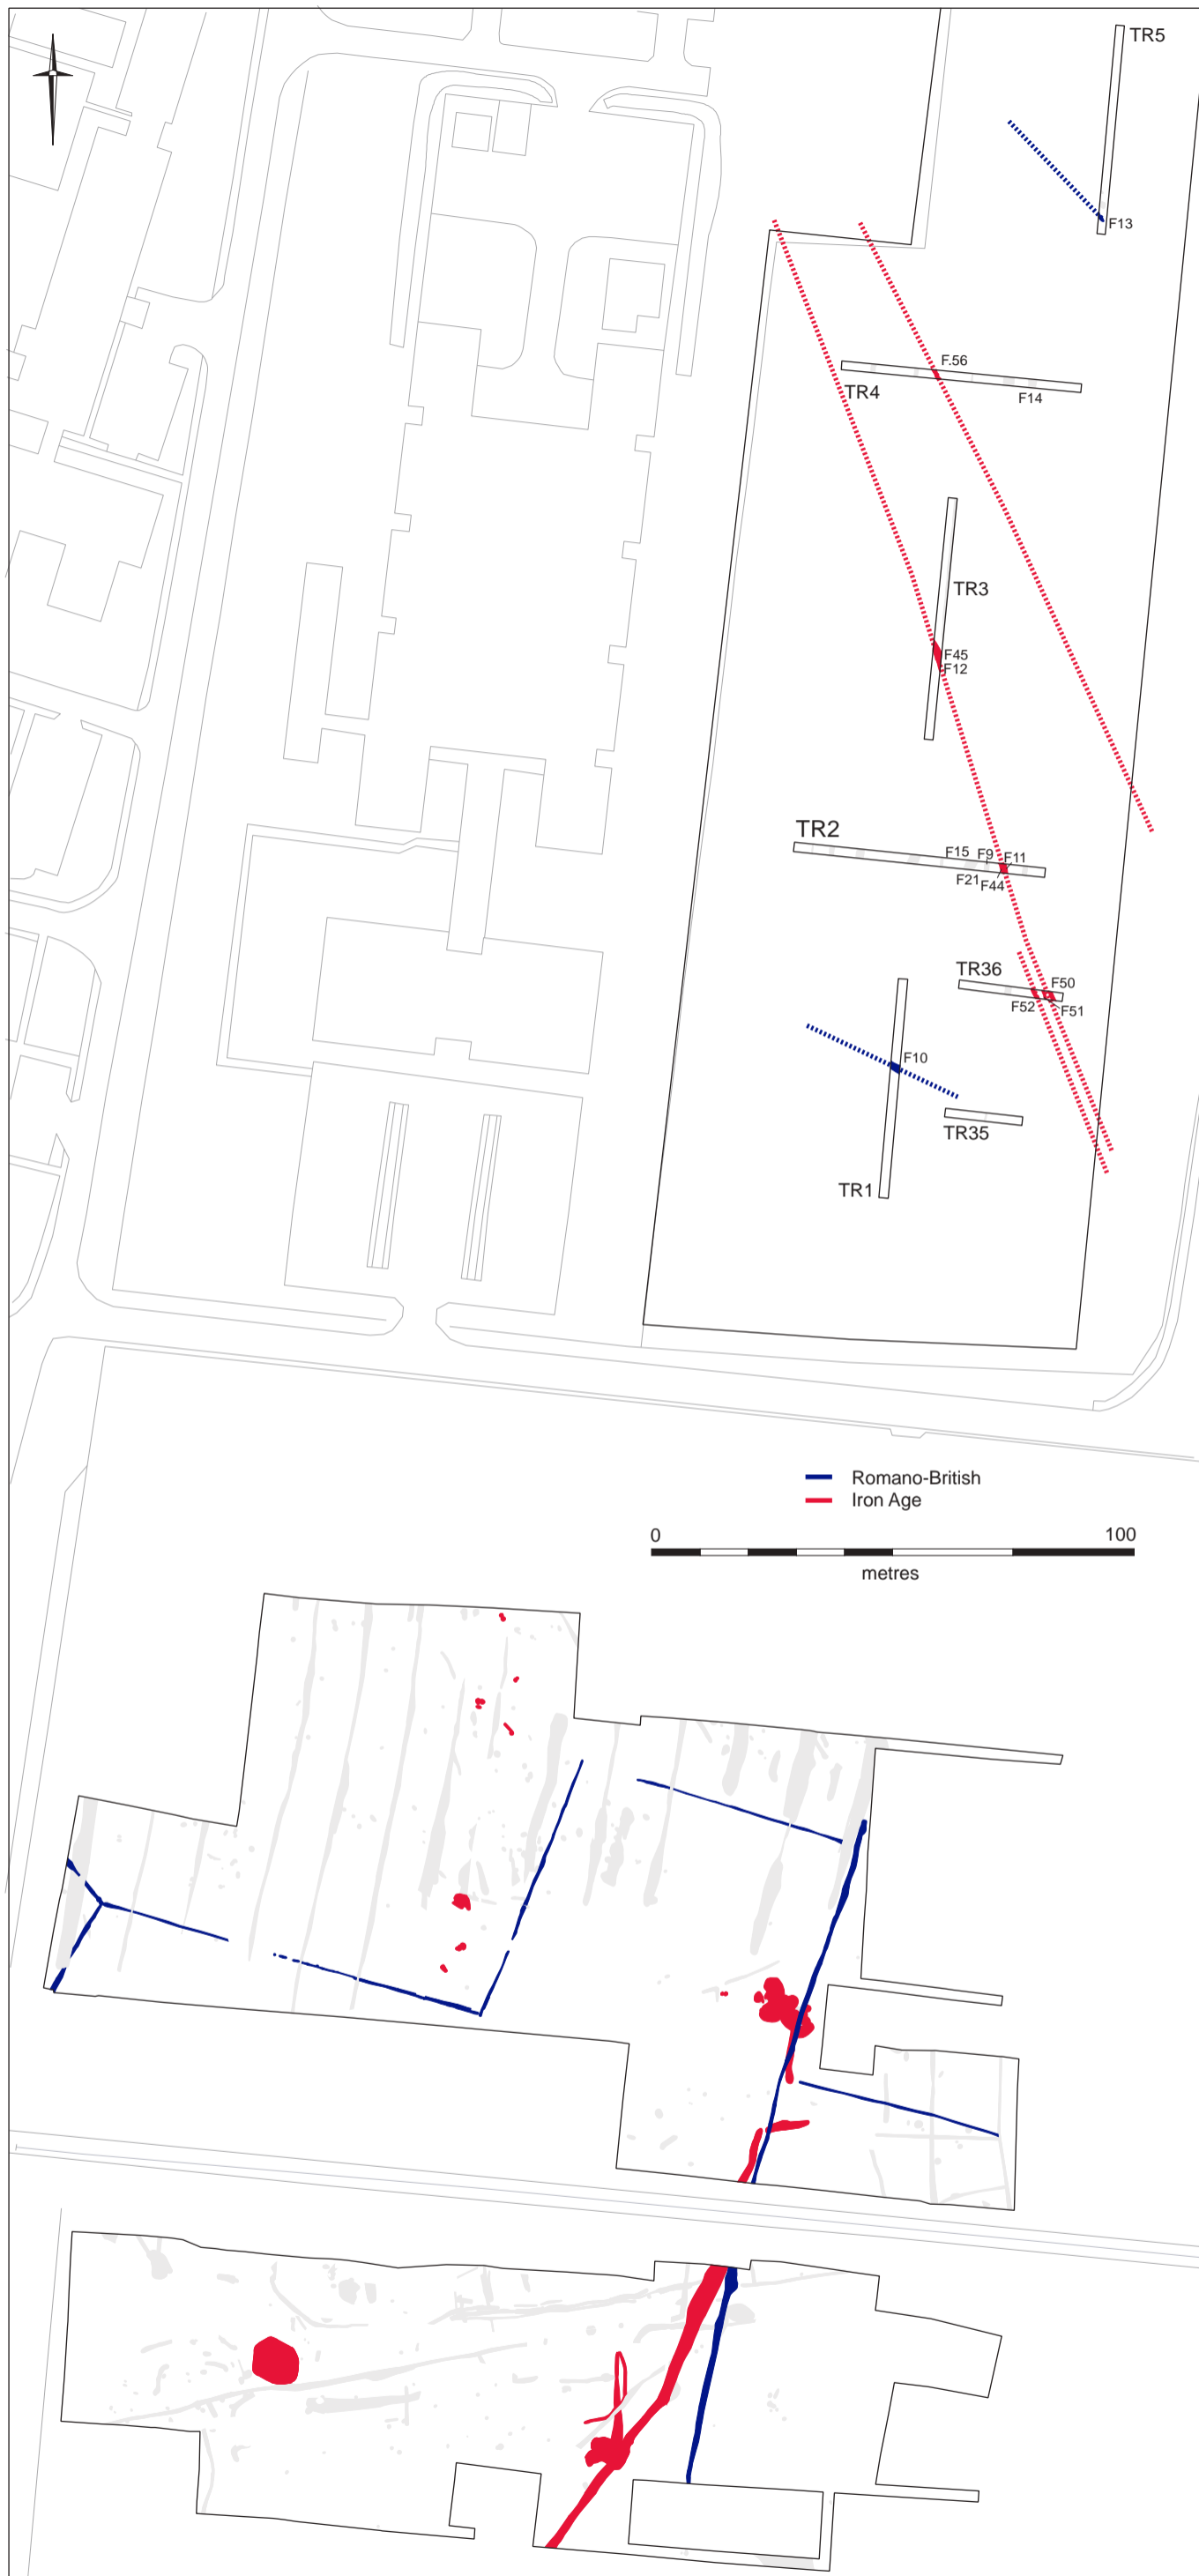 TR5
F13
F.56
TR4
F14
TR3
F45
F12
TR2
F15 F9 F11
F21 F44
TR36
F50
F52 F51
F10
TR35
TR1
Romano-British
Iron Age
0 100
metres